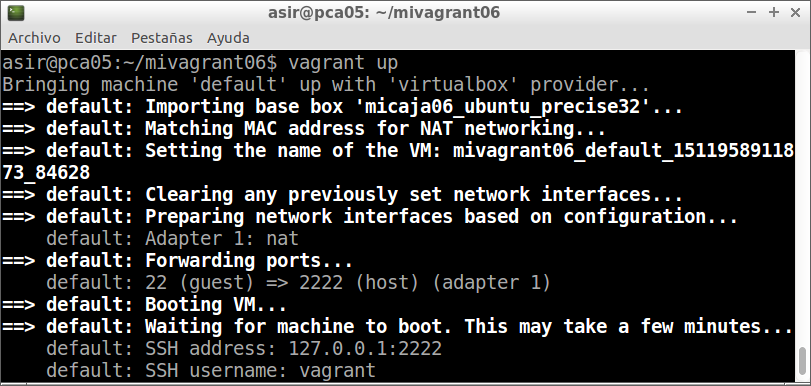 asir@pca05: ~/mivagrant06
Archivo Editar Pestañas Ayuda
asir@pca05:~/mivagrant06$ vagrant up
Bringing machine 'default' up with 'virtualbox' provider...
==> default: Importing base box 'micaja06_ubuntu_precise32'...
==> default: Matching MAC address for NAT networking...
==> default: Setting the name of the VM: mivagrant06_default_15119589118
73_84628
==> default: Clearing any previously set network interfaces...
==> default: Preparing network interfaces based on configuration...
    default: Adapter 1: nat
==> default: Forwarding ports...
    default: 22 (guest) => 2222 (host) (adapter 1)
==> default: Booting VM...
==> default: Waiting for machine to boot. This may take a few minutes...
    default: SSH address: 127.0.0.1:2222
    default: SSH username: vagrant